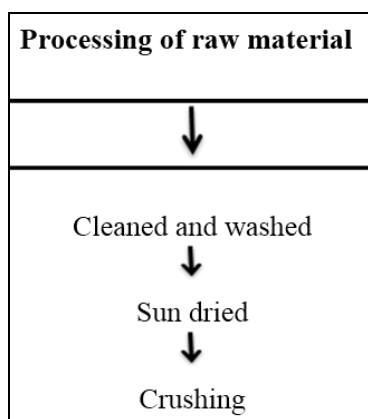 Processing of raw material
Cleaned and washed
Sun dried
Crushing